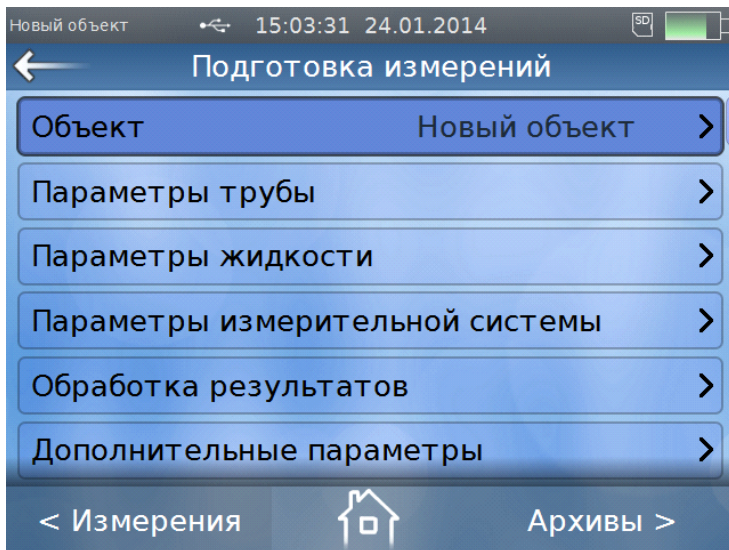 Новый объект 15:03:31 24.01.2014 SD
Подготовка измерений
Объект Новый объект
Параметры трубы
Параметры жидкости
Параметры измерительной системы
Обработка результатов
Дополнительные параметры
< Измерения Архивы >